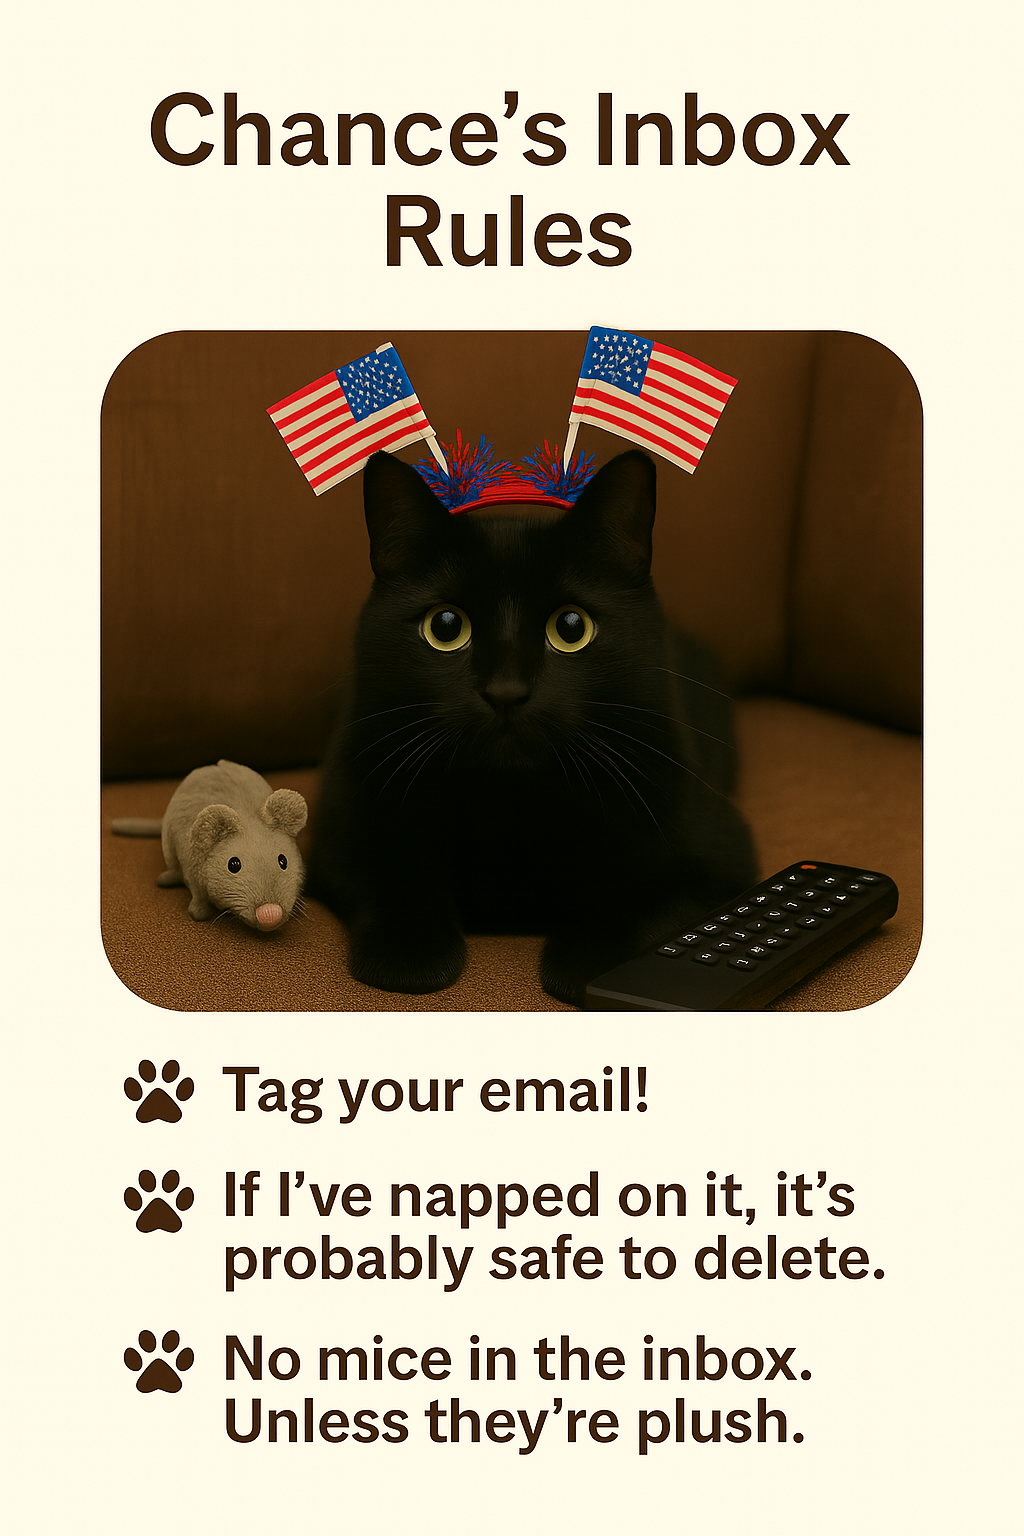 Chance’s Inbox
Rules
Tag your email!
If I’ve napped on it, it’s
probably safe to delete.
No mice in the inbox.
Unless they’re plush.